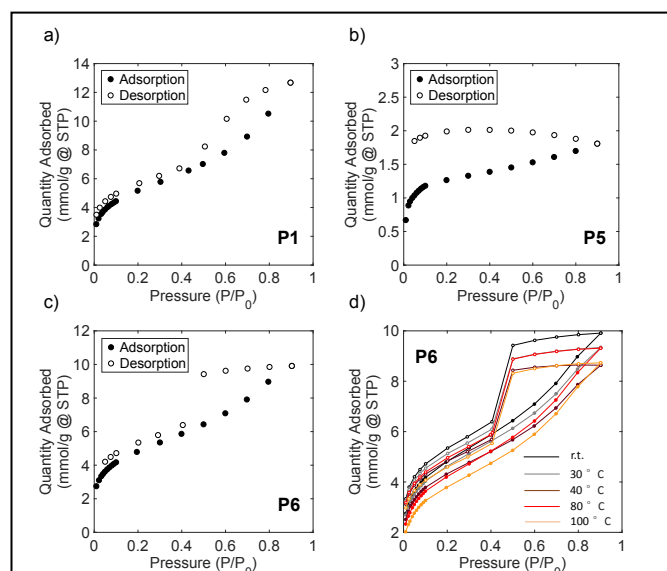 a)
14
12
10
8
6
4
2
0
Quantity Adsorbed
(mmol/g @ STP)
Adsorption
Desorption
P1
0 0.2 0.4 0.6 0.8 1
Pressure (P/P0)
b)
2
1.5
1
0.5
0
Quantity Adsorbed
(mmol/g @ STP)
Adsorption
Desorption
P5
0 0.2 0.4 0.6 0.8 1
Pressure (P/P0)
c)
14
12
10
8
6
4
2
0
Quantity Adsorbed
(mmol/g @ STP)
Adsorption
Desorption
P6
0 0.2 0.4 0.6 0.8 1
Pressure (P/P0)
d)
10
8
6
4
2
Quantity Adsorbed
(mmol/g @ STP)
P6
r.t.
30 ° C
40 ° C
80 ° C
100 ° C
0 0.2 0.4 0.6 0.8 1
Pressure (P/P0)